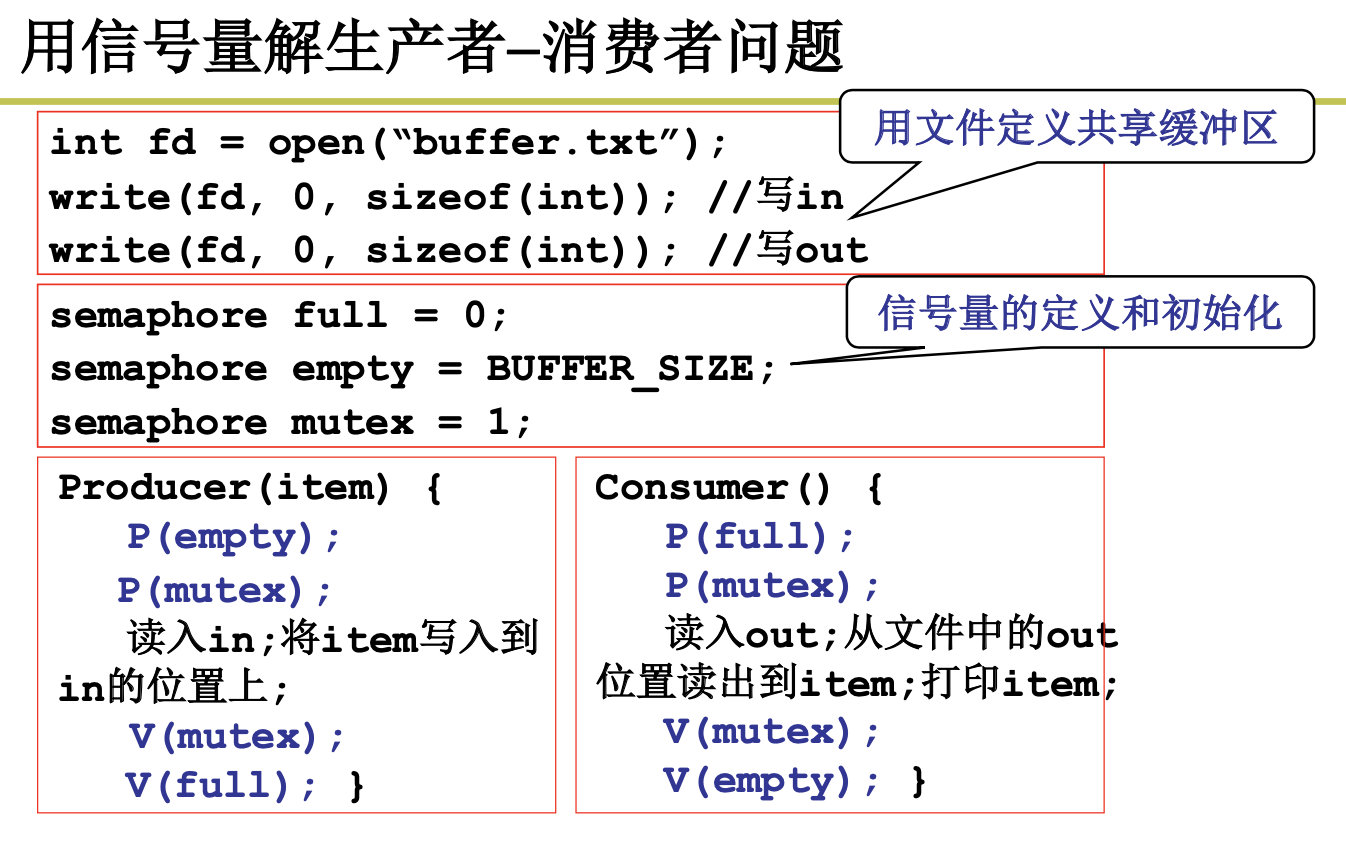 用信号量解生产者–消费者问题
用文件定义共享缓冲区
int fd = open(“buffer.txt”);
write(fd, 0, sizeof(int)); //写in
write(fd, 0, sizeof(int)); //写out
信号量的定义和初始化
semaphore full = 0;
semaphore empty = BUFFER_SIZE;
semaphore mutex = 1;
Producer(item) {
P(empty);
P(mutex);
读入in;将item写入到
in的位置上;
V(mutex);
V(full); }
Consumer() {
P(full);
P(mutex);
读入out;从文件中的out
位置读出到item;打印item;
V(mutex);
V(empty); }